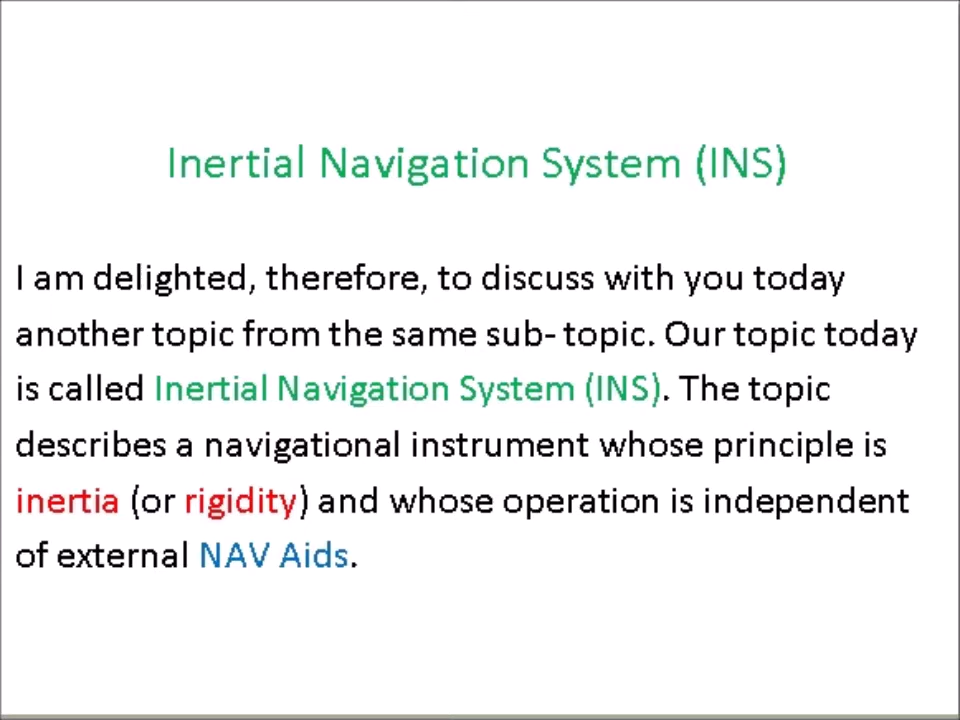 Inertial Navigation System (INS)
I am delighted, therefore, to discuss with you today
another topic from the same sub- topic. Our topic today
is called Inertial Navigation System (INS). The topic
describes a navigational instrument whose principle is
inertia (or rigidity) and whose operation is independent
of external NAV Aids.